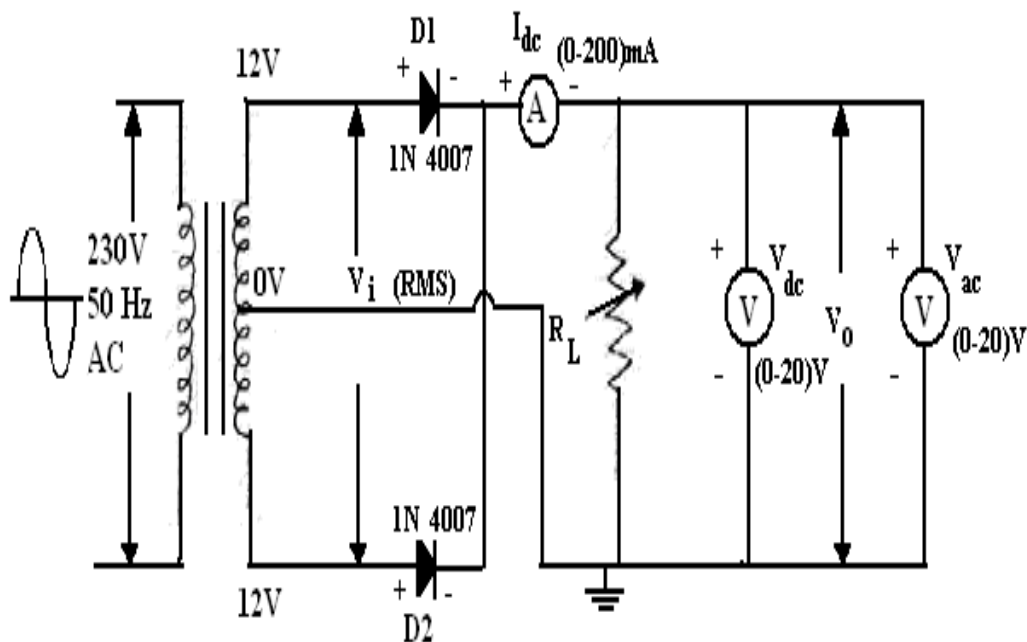 D1
I dc
(0-200)mA
12V
+ -
+ -
A
1N 4007
230V
50 Hz
AC
0V
V i (RMS)
R L
+
V dc
V
-
(0-20)V
V o
+
V ac
V
-
(0-20)V
1N 4007
12V
+ -
D2